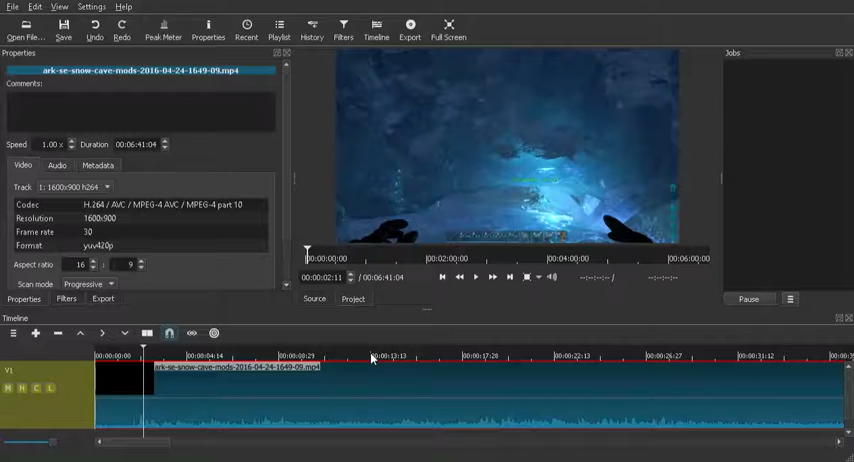 File Edit View Settings Help
Open File... Save Undo Redo Peak Meter Properties Recent Playlist History Filters Timeline Export Full Screen
Properties
Jobs
ark-se-snow-cave-mods-2016-04-24-1649-09.mp4
Comments:
Speed 1.00 x Duration 00:06:41:04
Video Audio Metadata
Track 1: 1600x900 h264
Codec H.264 / AVC / MPEG-4 AVC / MPEG-4 part 10
Resolution 1600x900
Frame rate 30
Format yuv420p
Aspect ratio 16 : 9
Scan mode Progressive
00:00:00:00 00:02:00:00 00:04:00:00 00:06:00:00
00:00:02:11 / 00:06:41:04 --:--:--:-- / --:--:--:--
Properties Filters Export
Source Project
Pause
Timeline
00:00:00:00 00:00:04:14 00:00:08:29 00:00:13:13 00:00:17:28 00:00:22:13 00:00:26:27 00:00:31:12
V1
ark-se-snow-cave-mods-2016-04-24-1649-09.mp4
M H C L